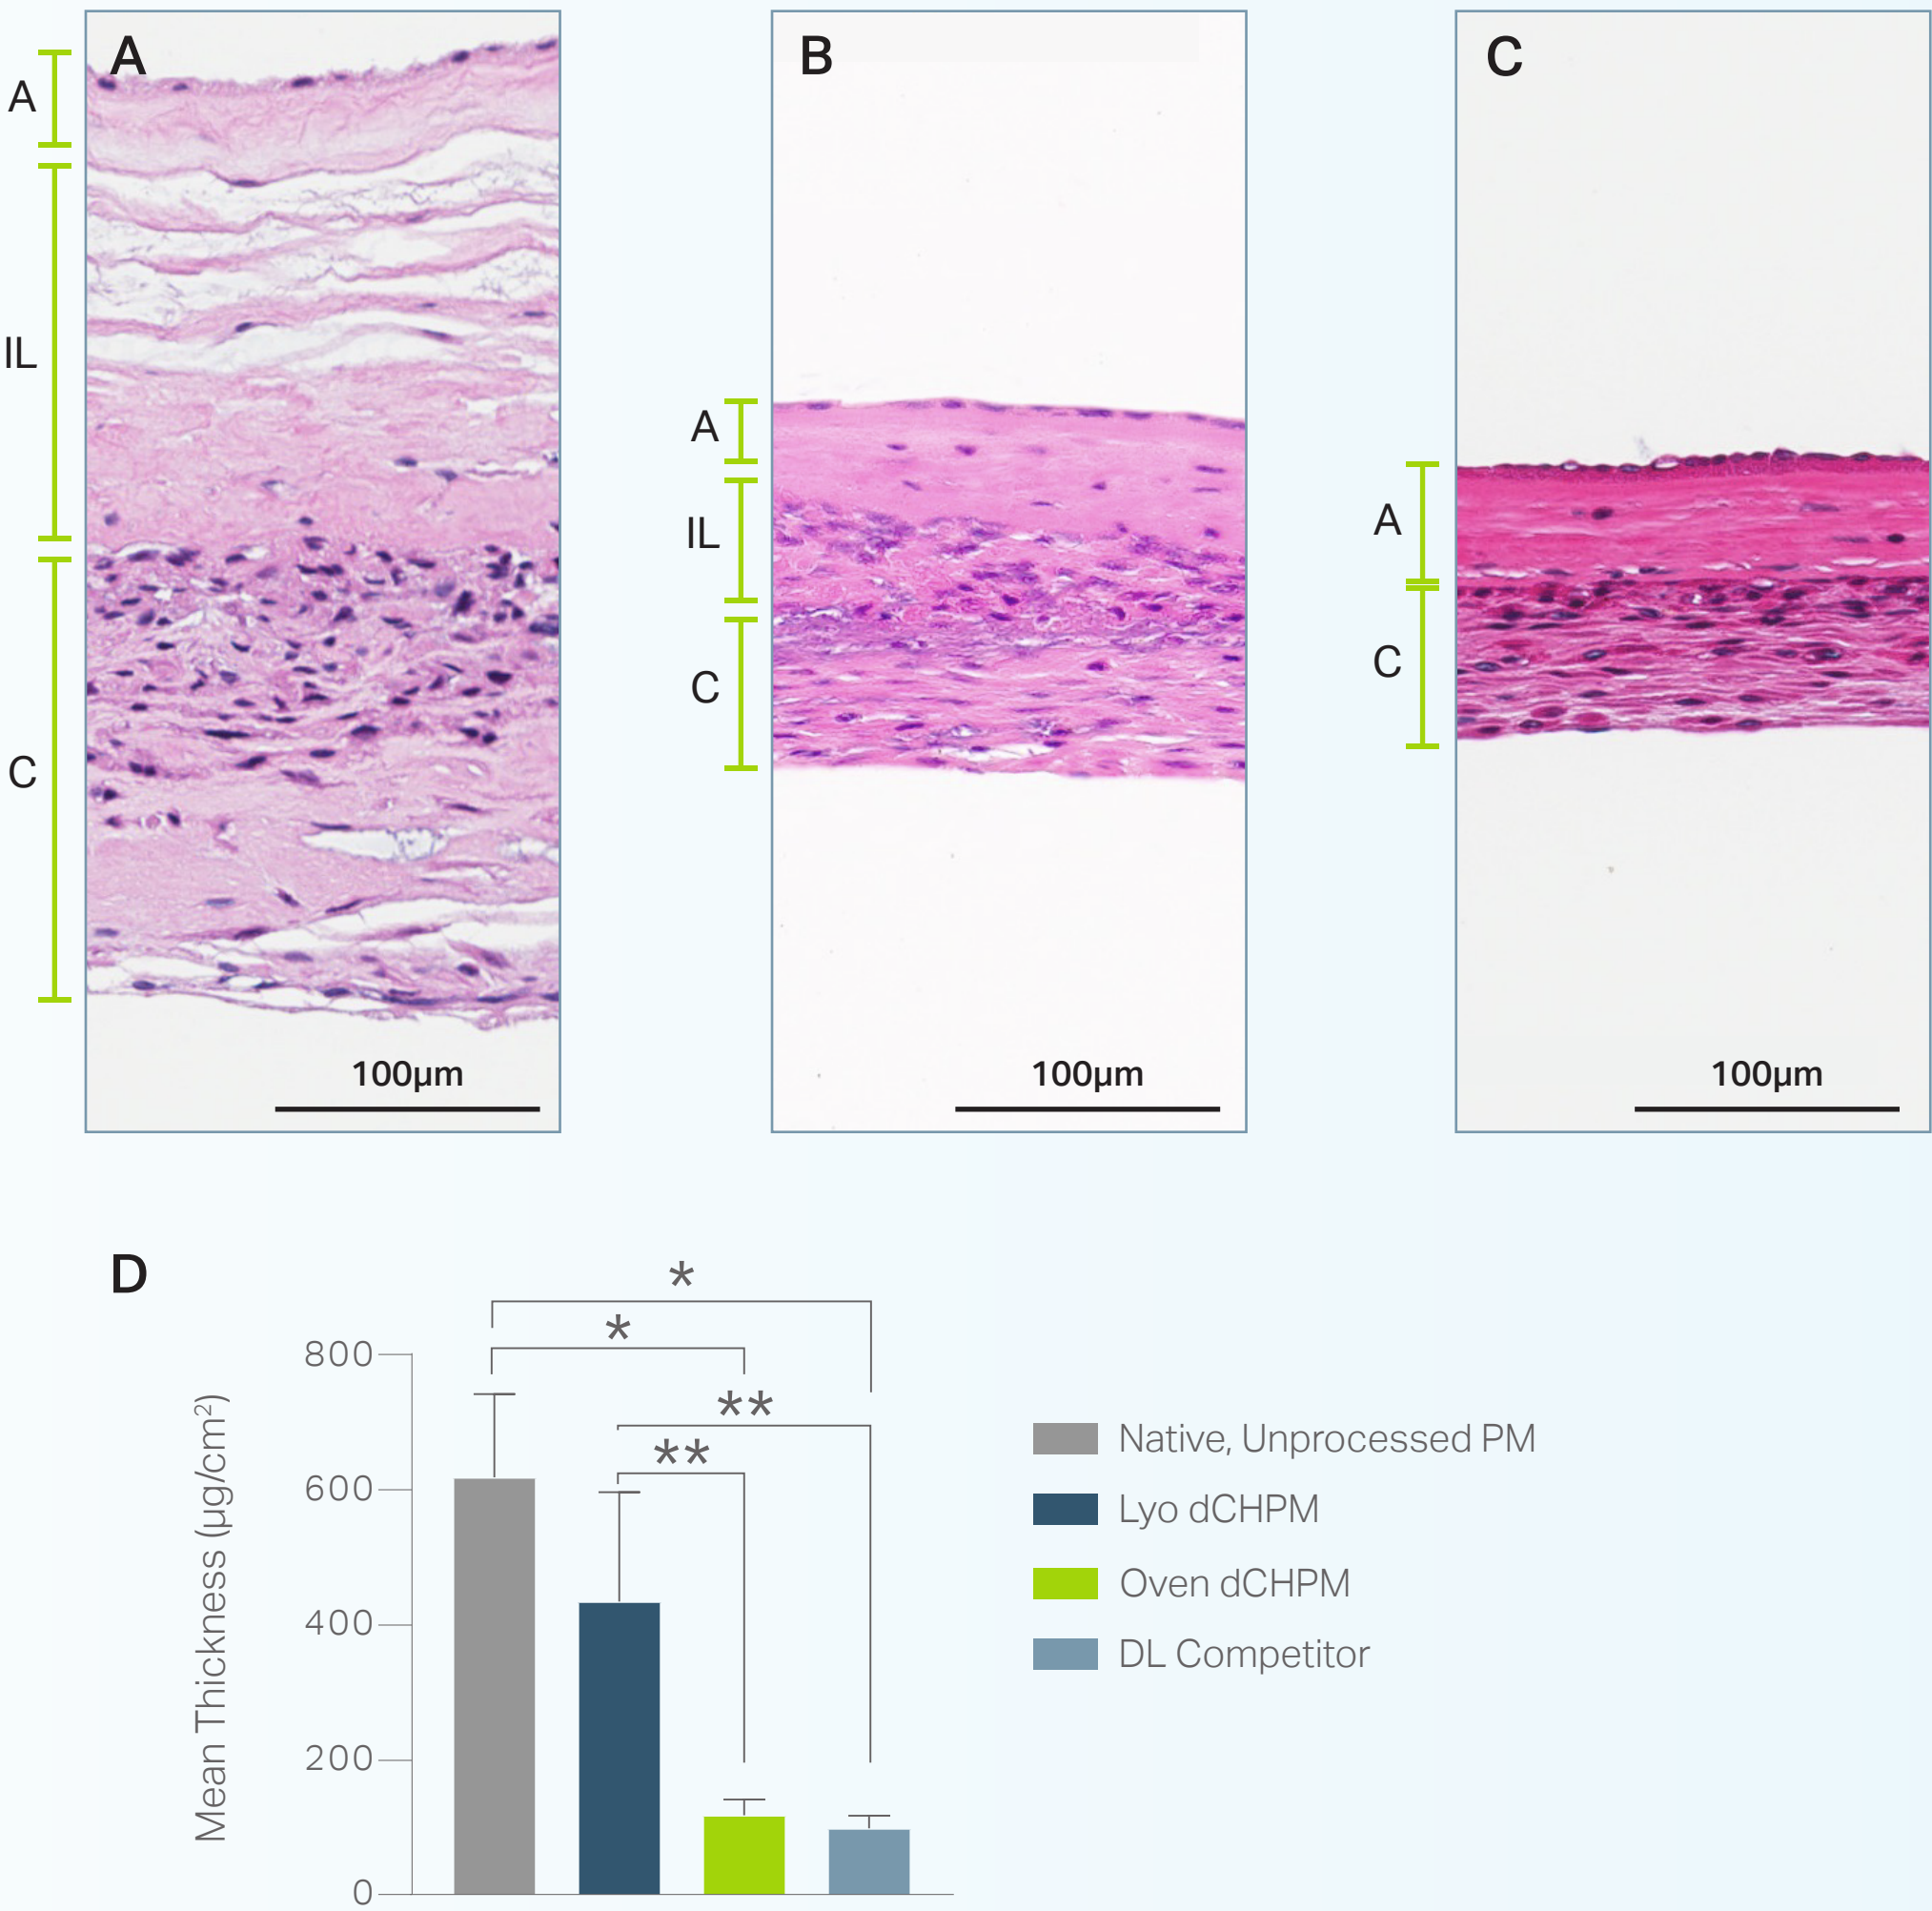 A
B
C
A
IL
C
A
IL
C
A
C
100µm
100µm
100µm
D
*
*
**
**
800
600
400
200
0
Mean Thickness (µg/cm²)
Native, Unprocessed PM
Lyo dCHPM
Oven dCHPM
DL Competitor